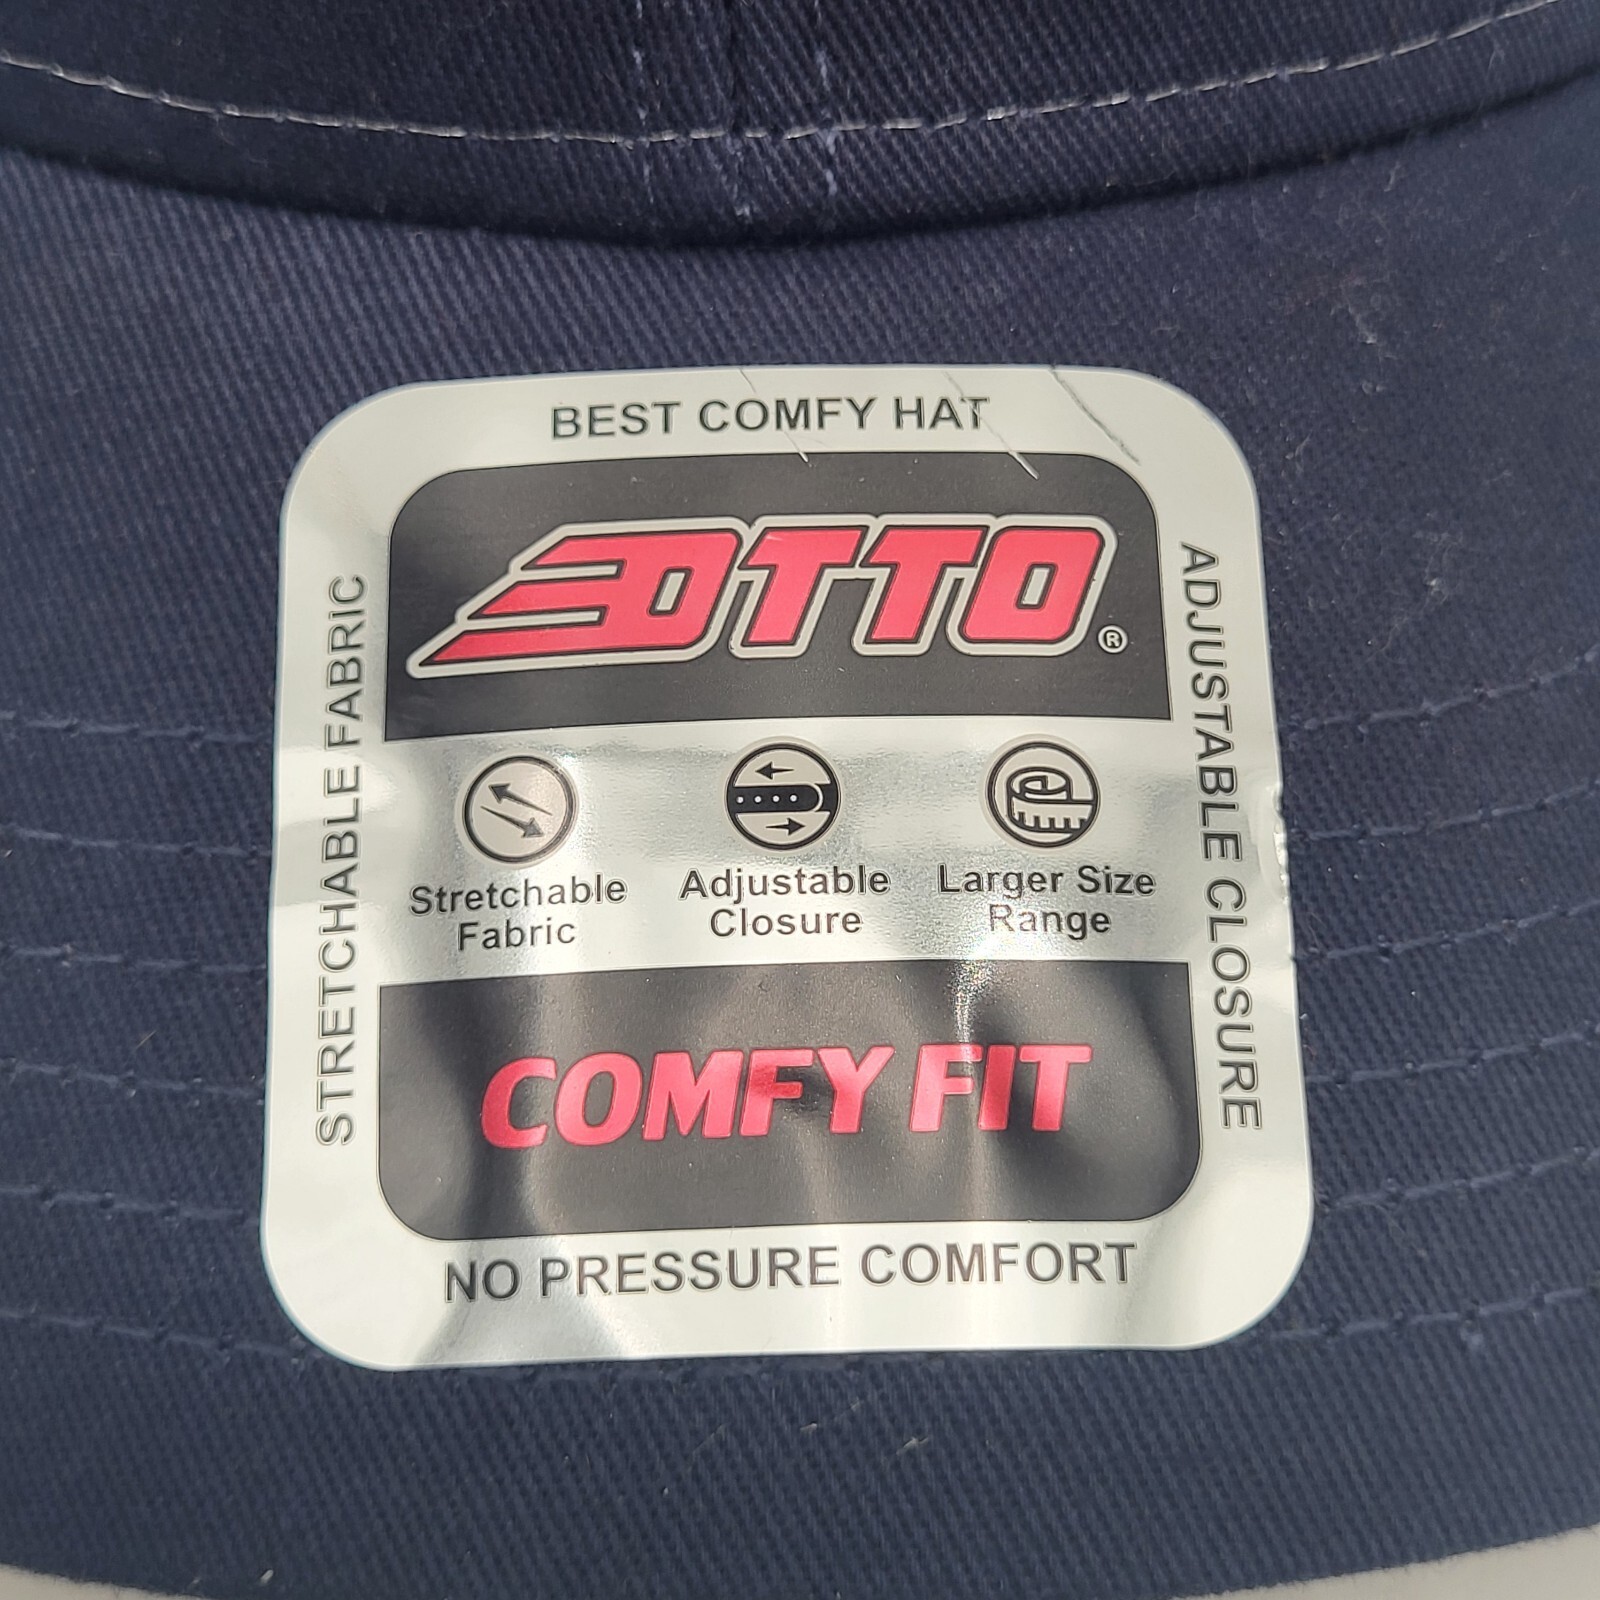 BEST COMFY HAT
OTTO®
STRETCHABLE FABRIC
ADJUSTABLE CLOSURE
Stretchable
Fabric
Adjustable
Closure
Larger Size
Range
COMFY FIT
NO PRESSURE COMFORT